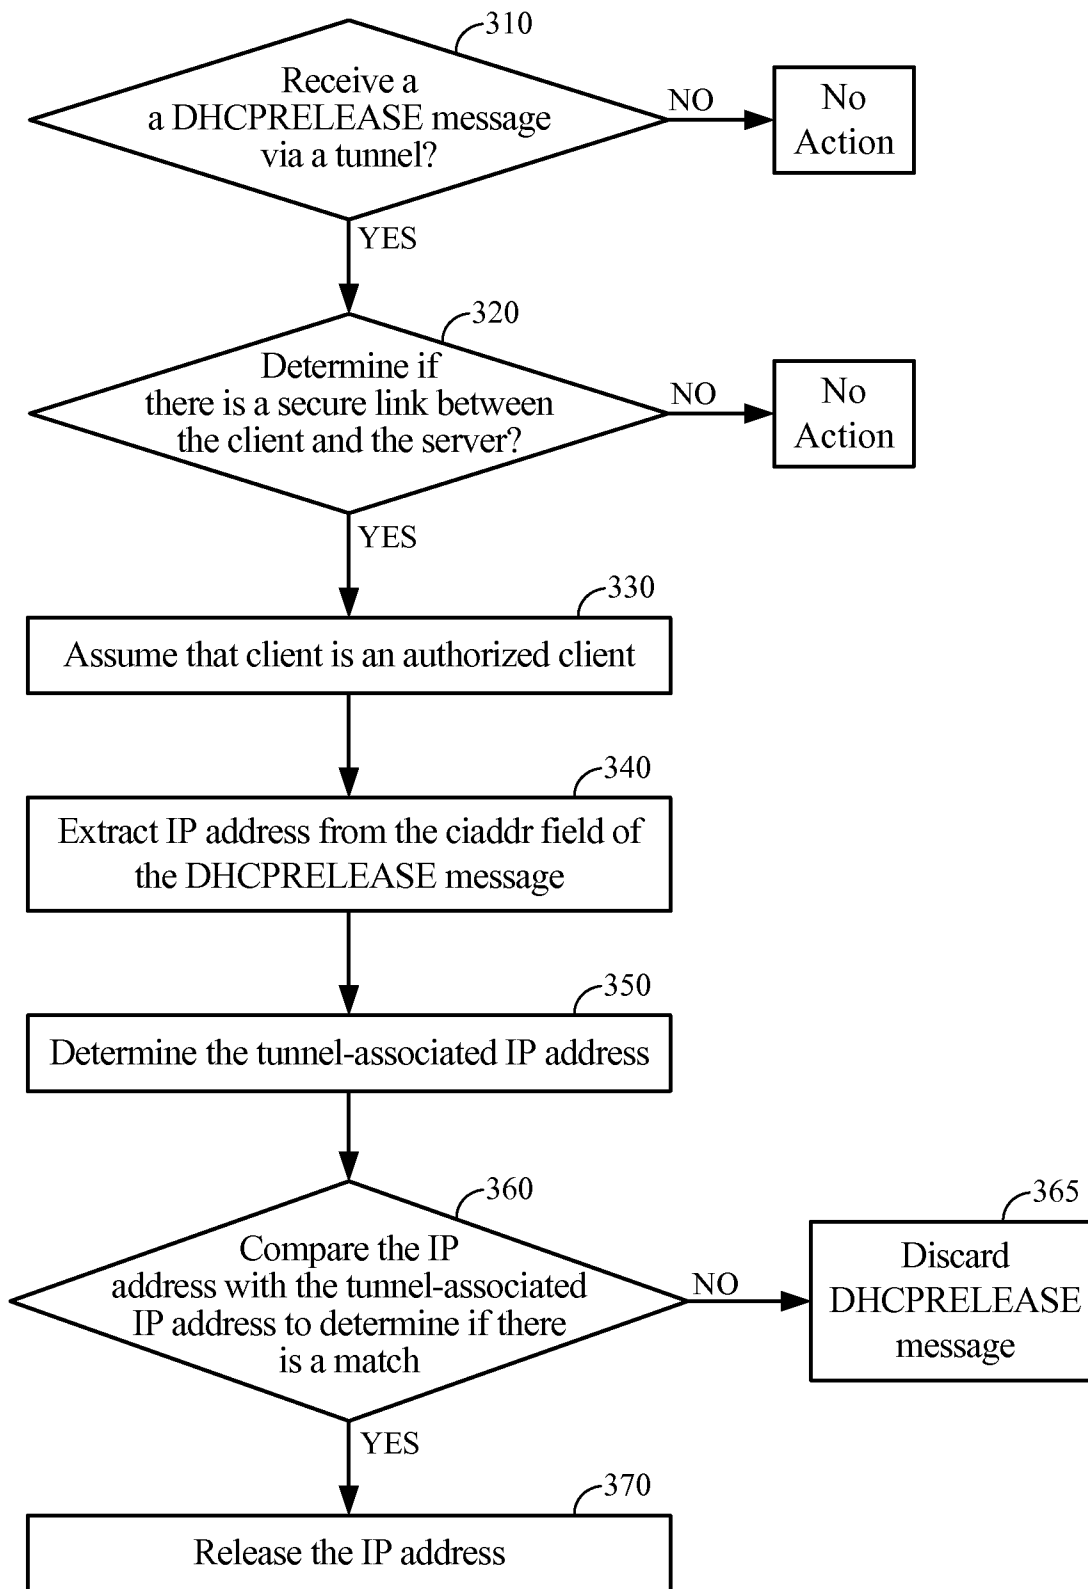 310
Receive a
a DHCPRELEASE message
via a tunnel?
NO
No
Action
YES
320
Determine if
there is a secure link between
the client and the server?
NO
No
Action
YES
330
Assume that client is an authorized client
340
Extract IP address from the ciaddr field of
the DHCPRELEASE message
350
Determine the tunnel-associated IP address
360
Compare the IP
address with the tunnel-associated
IP address to determine if there
is a match
NO
365
Discard
DHCPRELEASE
message
YES
370
Release the IP address